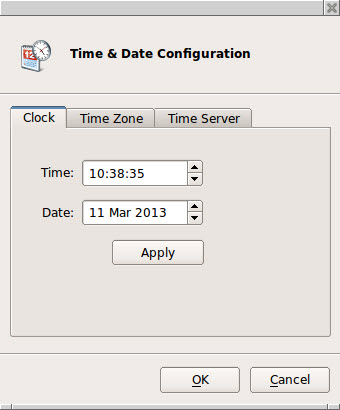 Time & Date Configuration
Clock Time Zone Time Server
Time: 10:38:35
Date: 11 Mar 2013
Apply
OK Cancel